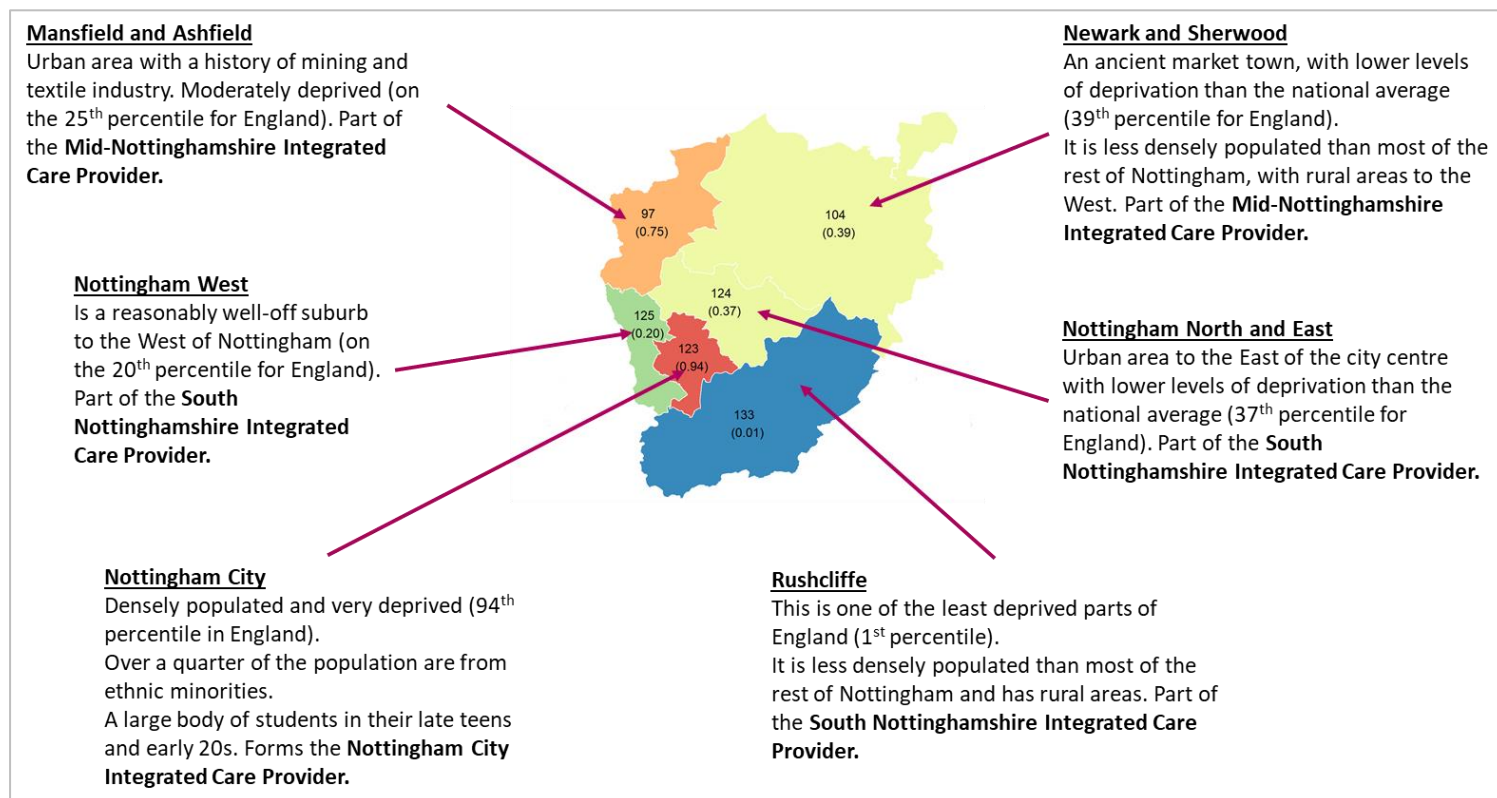 Mansfield and Ashfield
Urban area with a history of mining and
textile industry. Moderately deprived (on
the 25th percentile for England). Part of
the Mid-Nottinghamshire Integrated
Care Provider.
Newark and Sherwood
An ancient market town, with lower levels
of deprivation than the national average
(39th percentile for England).
It is less densely populated than most of the
rest of Nottingham, with rural areas to the
West. Part of the Mid-Nottinghamshire
Integrated Care Provider.
97
(0.75)
104
(0.39)
124
(0.37)
125
(0.20)
123
(0.94)
133
(0.01)
Nottingham West
Is a reasonably well-off suburb
to the West of Nottingham (on
the 20th percentile for England).
Part of the South
Nottinghamshire Integrated
Care Provider.
Nottingham North and East
Urban area to the East of the city centre
with lower levels of deprivation than the
national average (37th percentile for
England). Part of the South
Nottinghamshire Integrated Care Provider.
Nottingham City
Densely populated and very deprived (94th
percentile in England).
Over a quarter of the population are from
ethnic minorities.
A large body of students in their late teens
and early 20s. Forms the Nottingham City
Integrated Care Provider.
Rushcliffe
This is one of the least deprived parts of
England (1st percentile).
It is less densely populated than most of the
rest of Nottingham and has rural areas. Part of
the South Nottinghamshire Integrated Care
Provider.